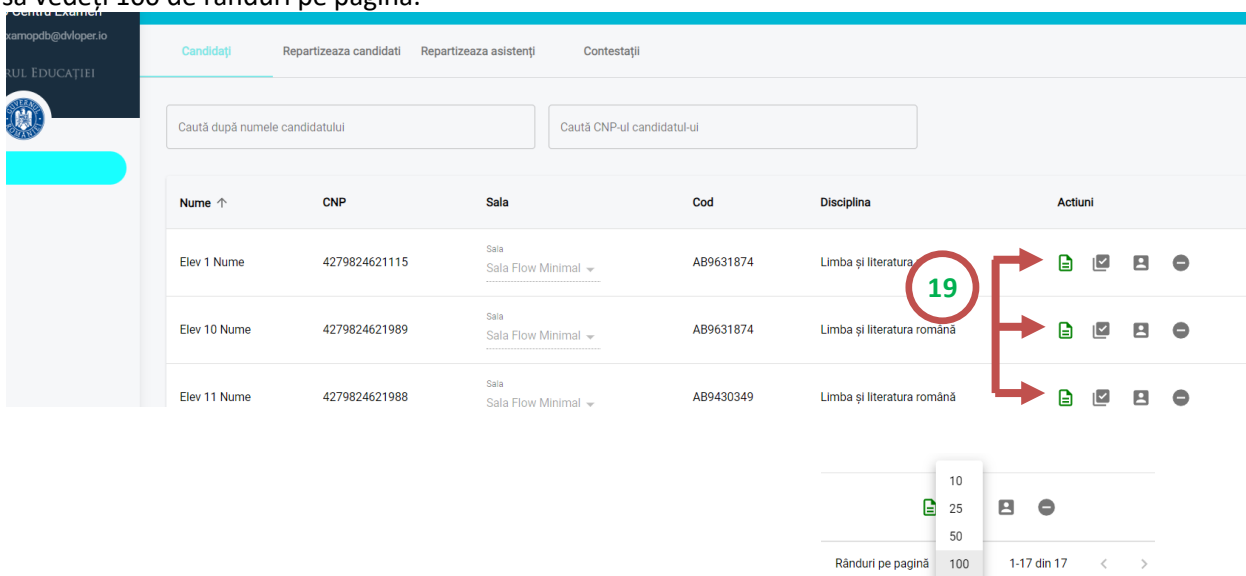 să vedeți 100 de rânduri pe pagină.
Centru Examen
xamopdb@dvloper.io
RUL EDUCAȚIEI
GUVERNUL ROMÂNIEI
Candidați Repartizeaza candidati Repartizeaza asistenți Contestații
Caută după numele candidatului Caută CNP-ul candidatul-ui
Nume ↑ CNP Sala Cod Disciplina Actiuni
Sala
Elev 1 Nume 4279824621115 Sala Flow Minimal AB9631874 Limba și literatura
19
Sala
Elev 10 Nume 4279824621989 Sala Flow Minimal AB9631874 Limba și literatura română
Sala
Elev 11 Nume 4279824621988 Sala Flow Minimal AB9430349 Limba și literatura română
10
25
50
Rânduri pe pagină 100 1-17 din 17 < >